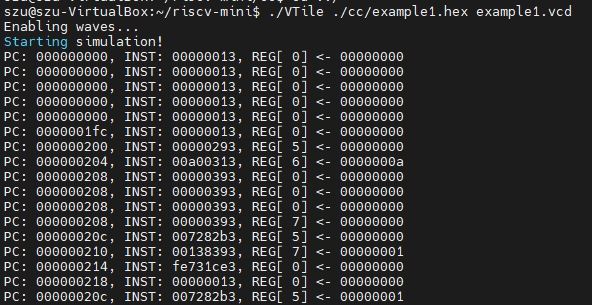 szu@szu-VirtualBox:~/riscv-mini$ ./VTile ./cc/example1.hex example1.vcd
Enabling waves...
Starting simulation!
PC: 000000000, INST: 00000013, REG[ 0] <- 00000000
PC: 000000000, INST: 00000013, REG[ 0] <- 00000000
PC: 000000000, INST: 00000013, REG[ 0] <- 00000000
PC: 000000000, INST: 00000013, REG[ 0] <- 00000000
PC: 000000000, INST: 00000013, REG[ 0] <- 00000000
PC: 0000001fc, INST: 00000013, REG[ 0] <- 00000000
PC: 000000200, INST: 00000293, REG[ 5] <- 00000000
PC: 000000204, INST: 00a00313, REG[ 6] <- 0000000a
PC: 000000208, INST: 00000393, REG[ 0] <- 00000000
PC: 000000208, INST: 00000393, REG[ 0] <- 00000000
PC: 000000208, INST: 00000393, REG[ 0] <- 00000000
PC: 000000208, INST: 00000393, REG[ 7] <- 00000000
PC: 00000020c, INST: 007282b3, REG[ 5] <- 00000000
PC: 000000210, INST: 00138393, REG[ 7] <- 00000001
PC: 000000214, INST: fe731ce3, REG[ 0] <- 00000000
PC: 000000218, INST: 00000013, REG[ 0] <- 00000000
PC: 00000020c, INST: 007282b3, REG[ 5] <- 00000001